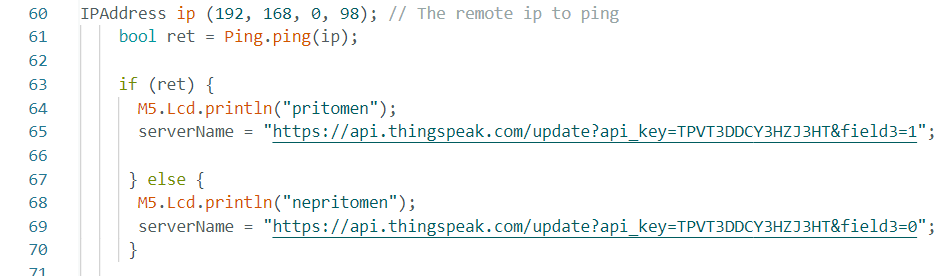 60 IPAddress ip (192, 168, 0, 98); // The remote ip to ping
61 bool ret = Ping.ping(ip);
62
63 if (ret) {
64 M5.Lcd.println("pritomen");
65 serverName = "https://api.thingspeak.com/update?api_key=TPVT3DDCY3HZJ3HT&field3=1";
66
67 } else {
68 M5.Lcd.println("nepritomen");
69 serverName = "https://api.thingspeak.com/update?api_key=TPVT3DDCY3HZJ3HT&field3=0";
70 }
71